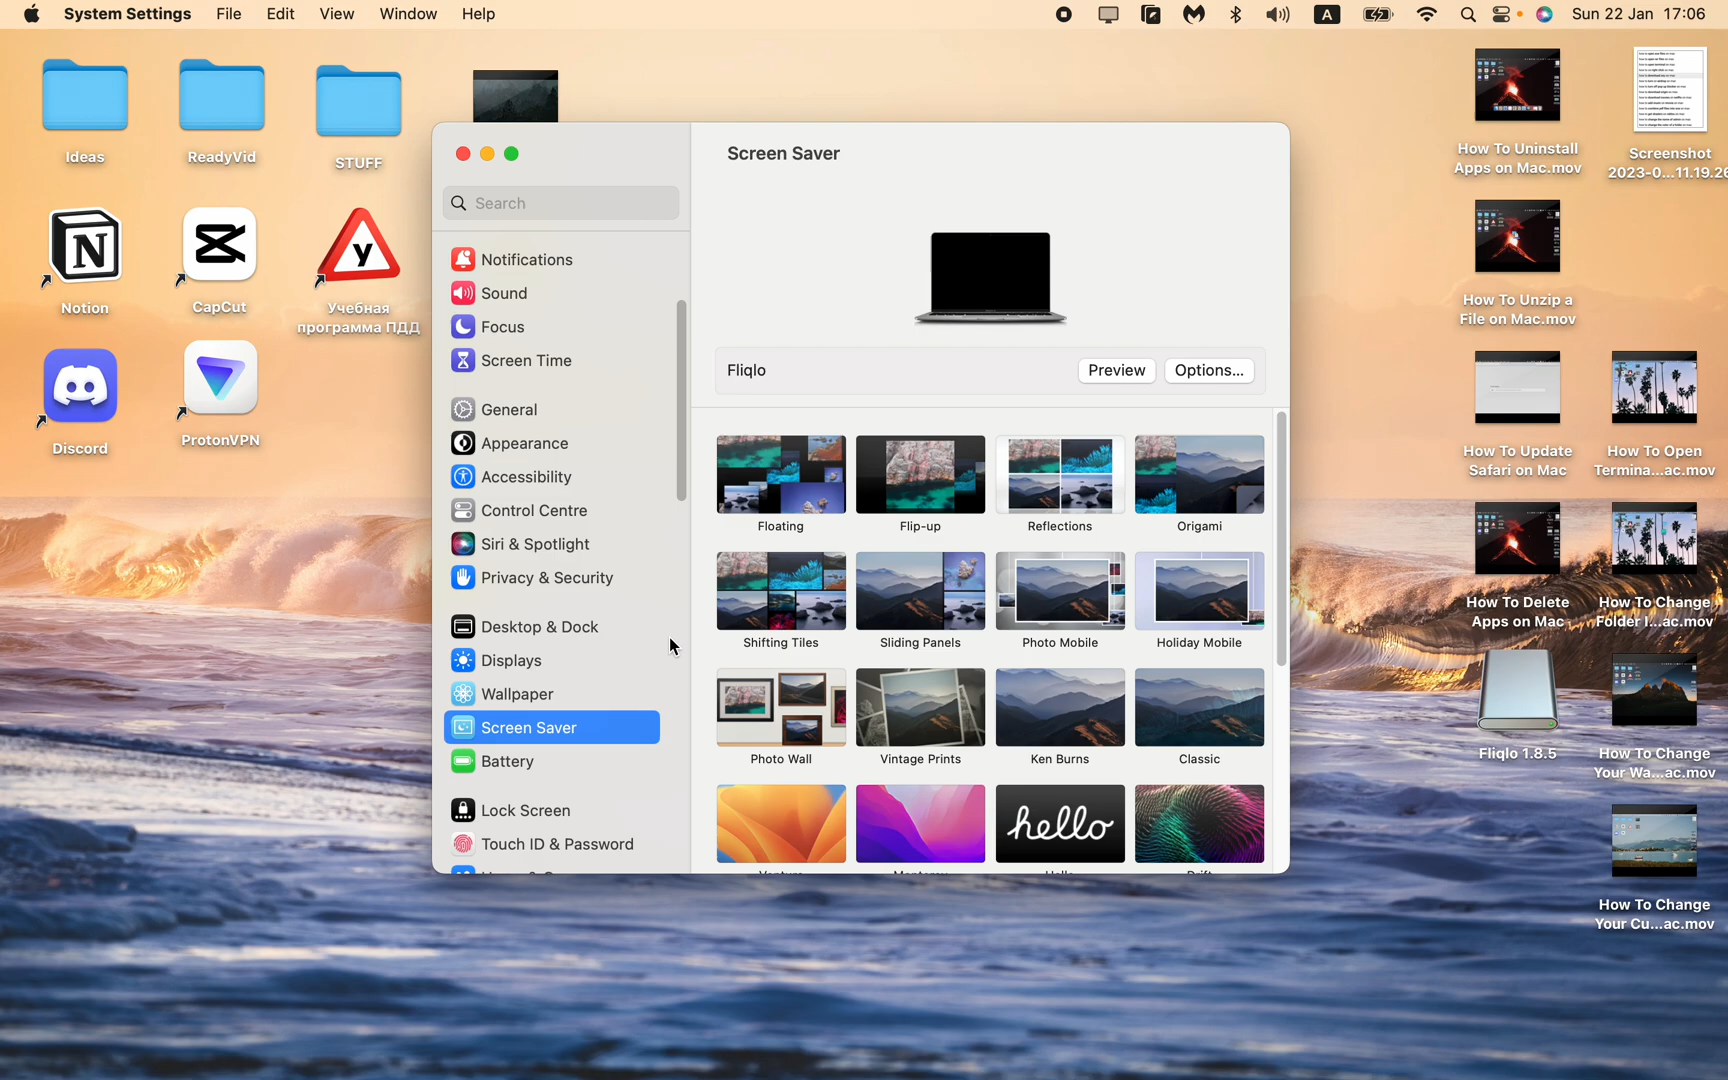 System Settings File Edit View Window Help A Sun 22 Jan 17:06
Ideas
ReadyVid
STUFF
Notion
CapCut
Учебная
программа ПДД
Discord
ProtonVPN
Search
Notifications
Sound
Focus
Screen Time
General
Appearance
Accessibility
Control Centre
Siri & Spotlight
Privacy & Security
Desktop & Dock
Displays
Wallpaper
Screen Saver
Battery
Lock Screen
Touch ID & Password
Screen Saver
Fliqlo Preview Options...
Floating Flip-up Reflections Origami
Shifting Tiles Sliding Panels Photo Mobile Holiday Mobile
Photo Wall Vintage Prints Ken Burns Classic
hello
How To Uninstall
Apps on Mac.mov
Screenshot
2023-0...11.19.26
How To Unzip a
File on Mac.mov
How To Update
Safari on Mac
How To Open
Termina...ac.mov
How To Delete
Apps on Mac
How To Change
Folder I...ac.mov
Fliqlo 1.8.5
How To Change
Your Wa...ac.mov
How To Change
Your Cu...ac.mov